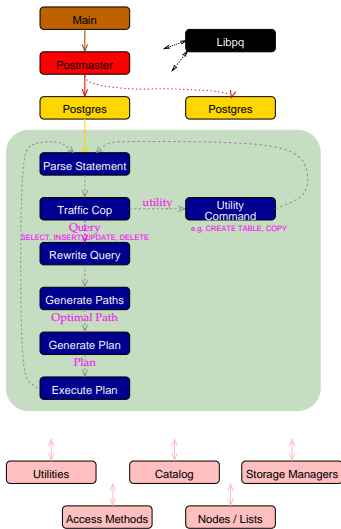 Main
Libpq
Postmaster
Postgres
Postgres
Parse Statement
utility
Traffic Cop
Utility
Command
Query
SELECT, INSERT, UPDATE, DELETE
e.g. CREATE TABLE, COPY
Rewrite Query
Generate Paths
Optimal Path
Generate Plan
Plan
Execute Plan
Utilities
Catalog
Storage Managers
Access Methods
Nodes / Lists